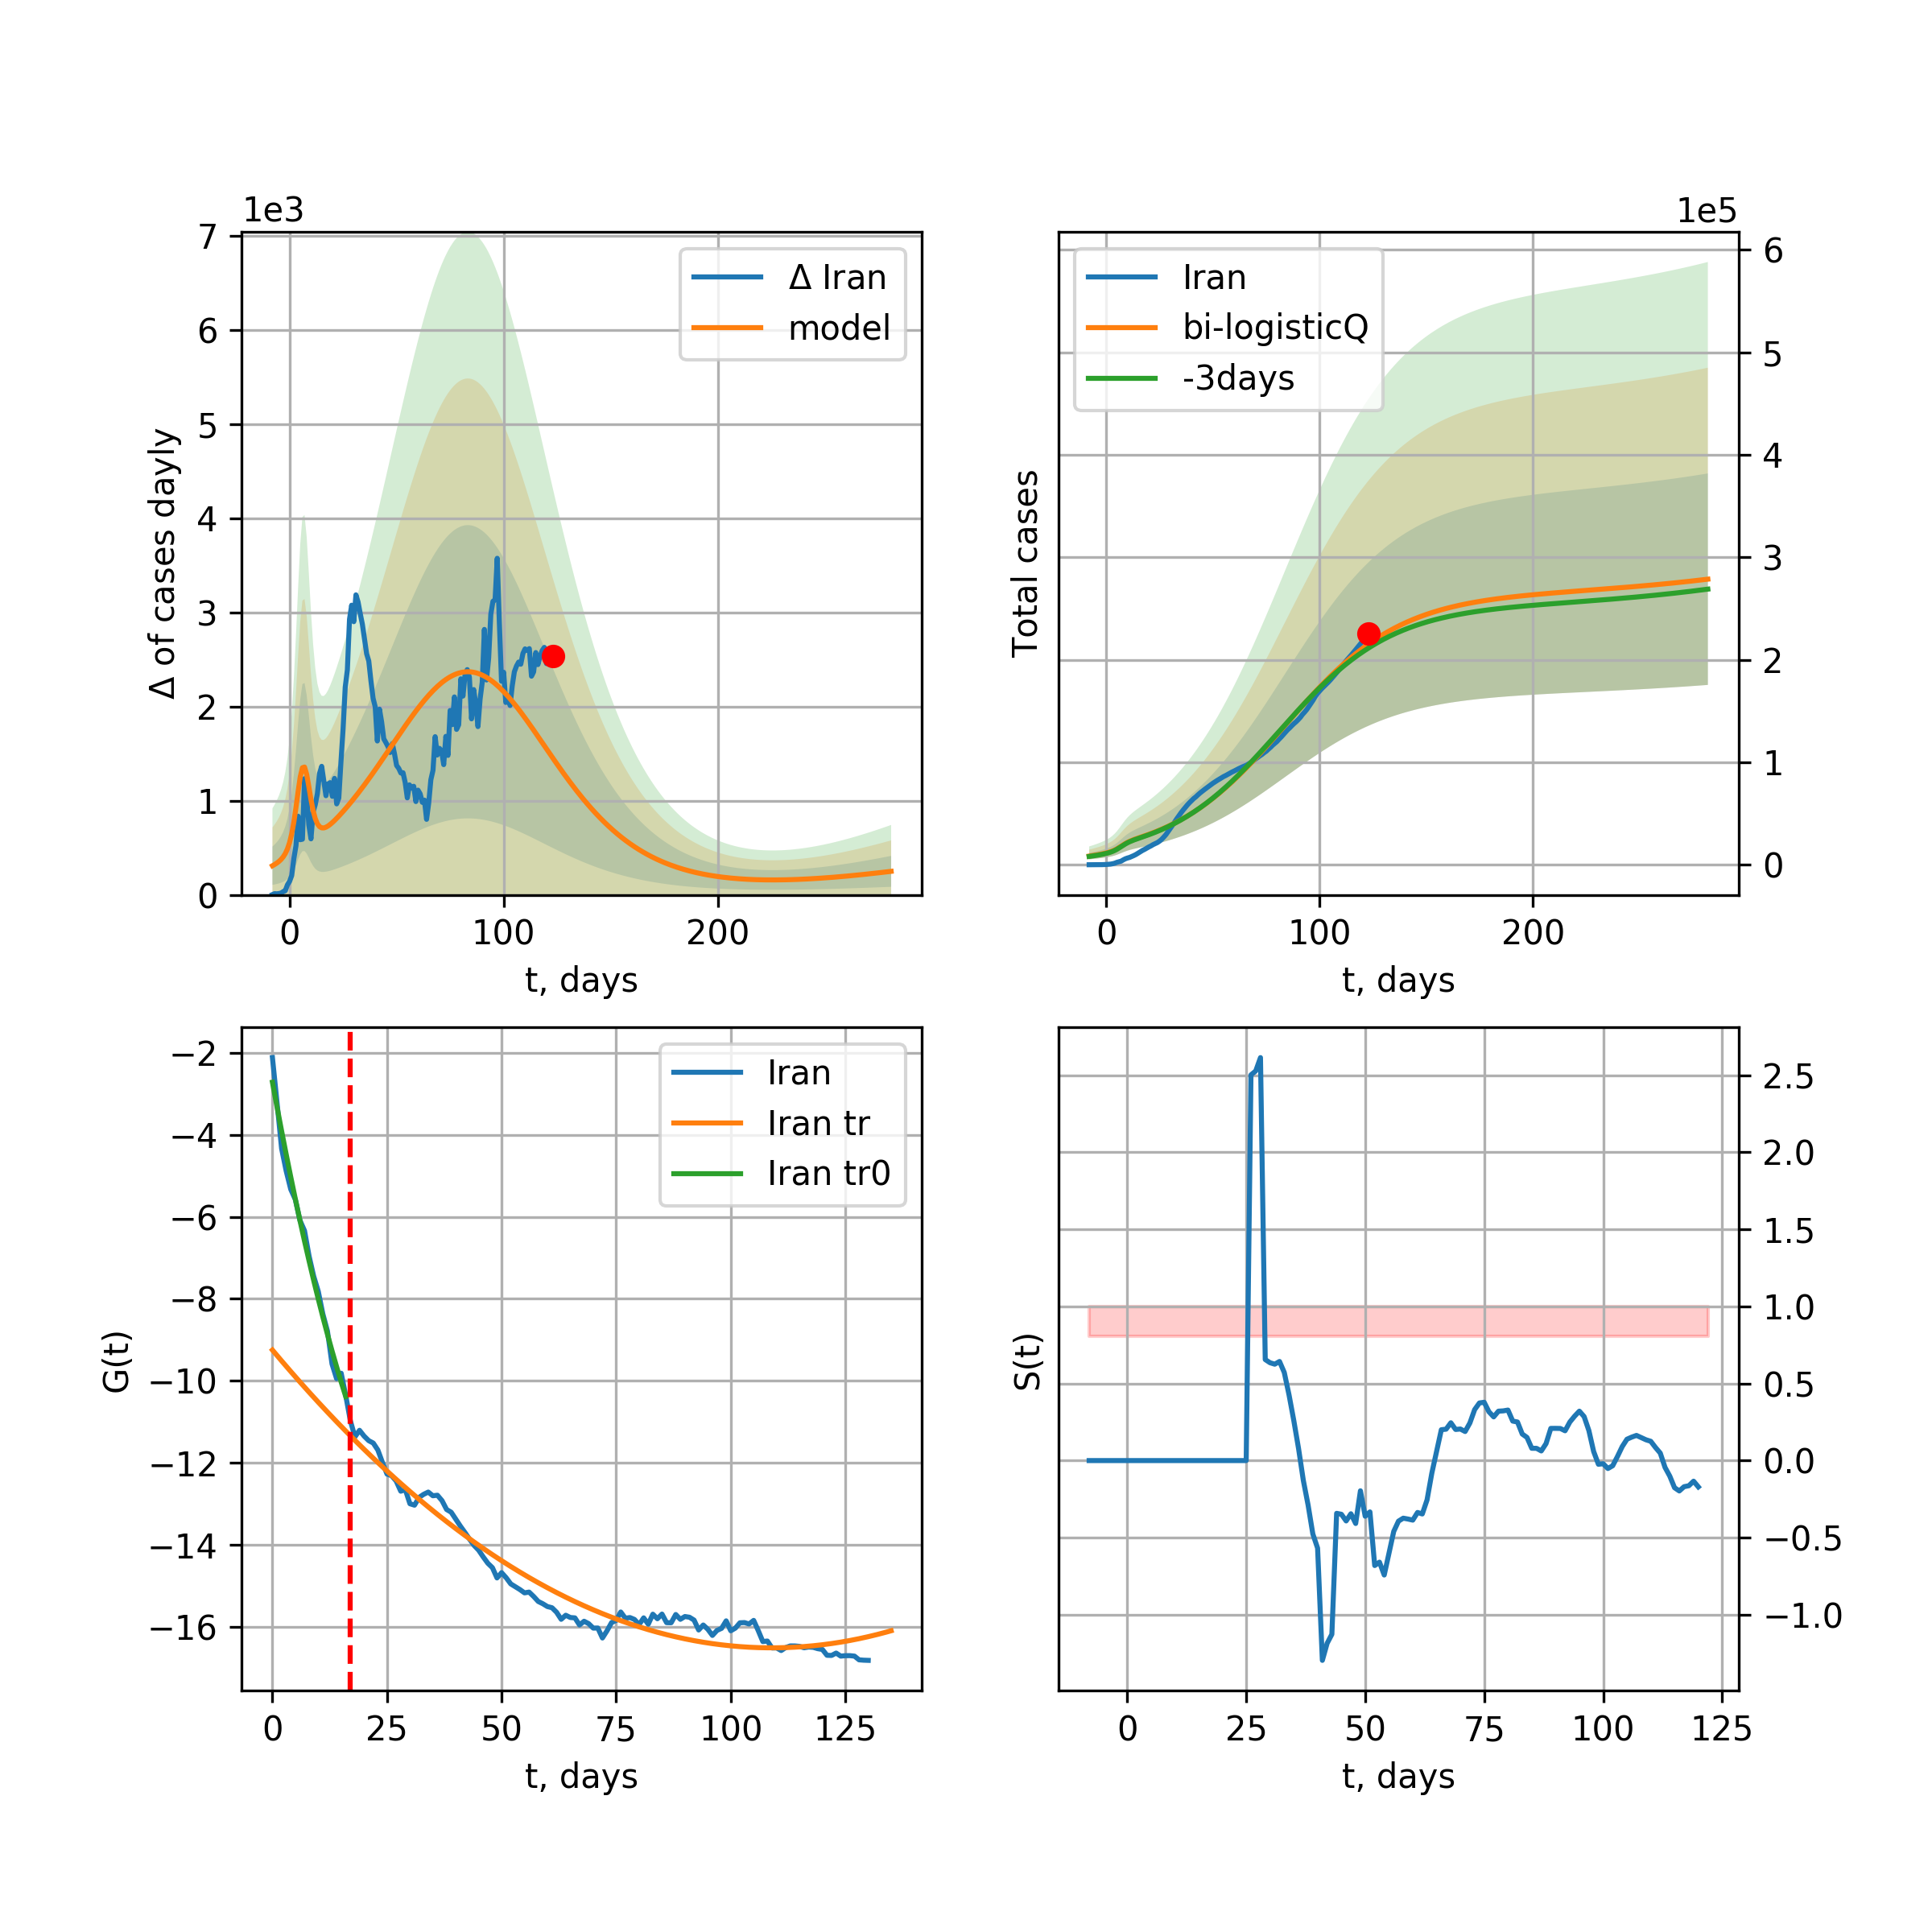 1e3
7
6
5
4
3
2
1
0
Δ of cases dayly
Δ Iran
model
0 100 200
t, days
1e5
6
5
4
3
2
1
0
Total cases
Iran
bi-logisticQ
-3days
0 100 200
t, days
−2
−4
−6
−8
−10
−12
−14
−16
G(t)
Iran
Iran tr
Iran tr0
0 25 50 75 100 125
t, days
2.5
2.0
1.5
1.0
0.5
0.0
−0.5
−1.0
S(t)
0 25 50 75 100 125
t, days